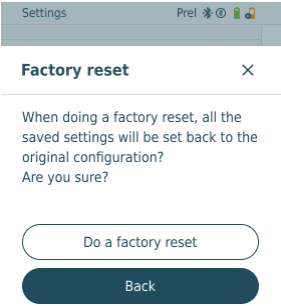 Settings Prel
Factory reset
When doing a factory reset, all the
saved settings will be set back to the
original configuration?
Are you sure?
Do a factory reset
Back